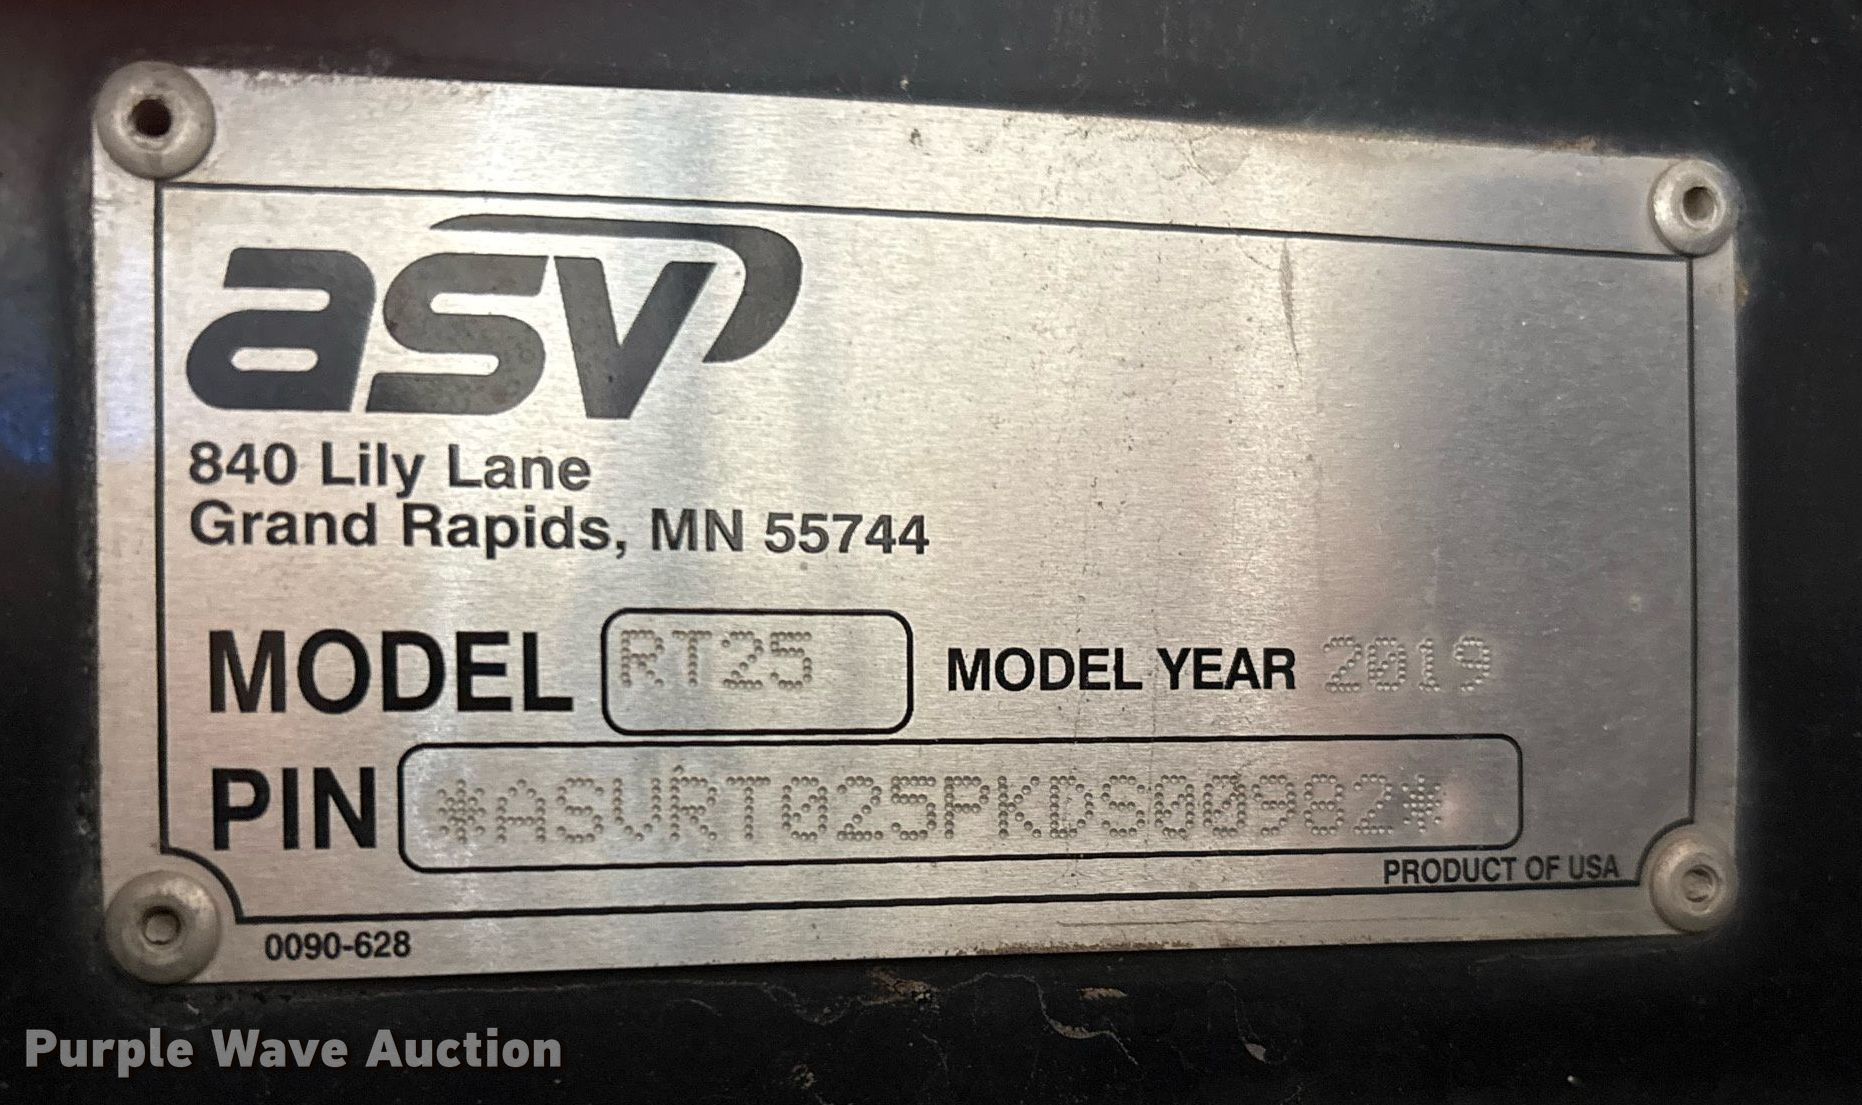 asv
840 Lily Lane
Grand Rapids, MN 55744
MODEL RT25 MODEL YEAR 2019
PIN *ASVRT025PKDS00982*
PRODUCT OF USA
0090-628
Purple Wave Auction